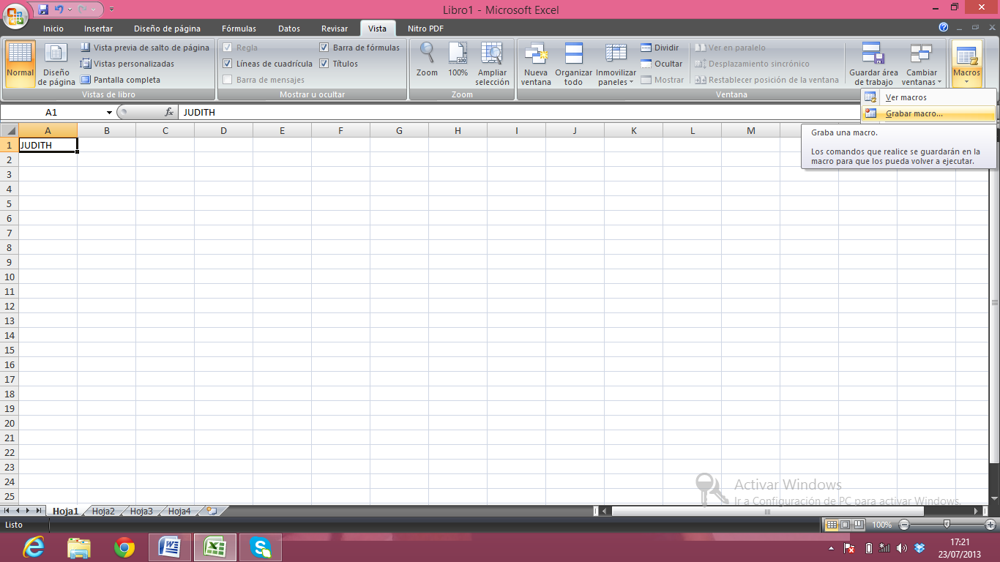 Libro1 - Microsoft Excel
Inicio Insertar Diseño de página Fórmulas Datos Revisar Vista Nitro PDF
Normal
Diseño de página
Vista previa de salto de página
Vistas personalizadas
Pantalla completa
Vistas de libro
Regla
Líneas de cuadrícula
Barra de mensajes
Barra de fórmulas
Títulos
Mostrar u ocultar
Zoom
100%
Ampliar selección
Zoom
Nueva ventana
Organizar todo
Inmovilizar paneles
Dividir
Ocultar
Mostrar
Ver en paralelo
Desplazamiento sincrónico
Restablecer posición de la ventana
Guardar área de trabajo
Cambiar ventanas
Ventana
Macros
Ver macros
Grabar macro...
Graba una macro.
Los comandos que realice se guardarán en la
macro para que los pueda volver a ejecutar.
A1 fx JUDITH
A B C D E F G H I J K L M
1 JUDITH
2
3
4
5
6
7
8
9
10
11
12
13
14
15
16
17
18
19
20
21
22
23
24
25
Activar Windows
Ir a Configuración de PC para activar Windows.
Hoja1 Hoja2 Hoja3 Hoja4
Listo 100%
17:21
23/07/2013